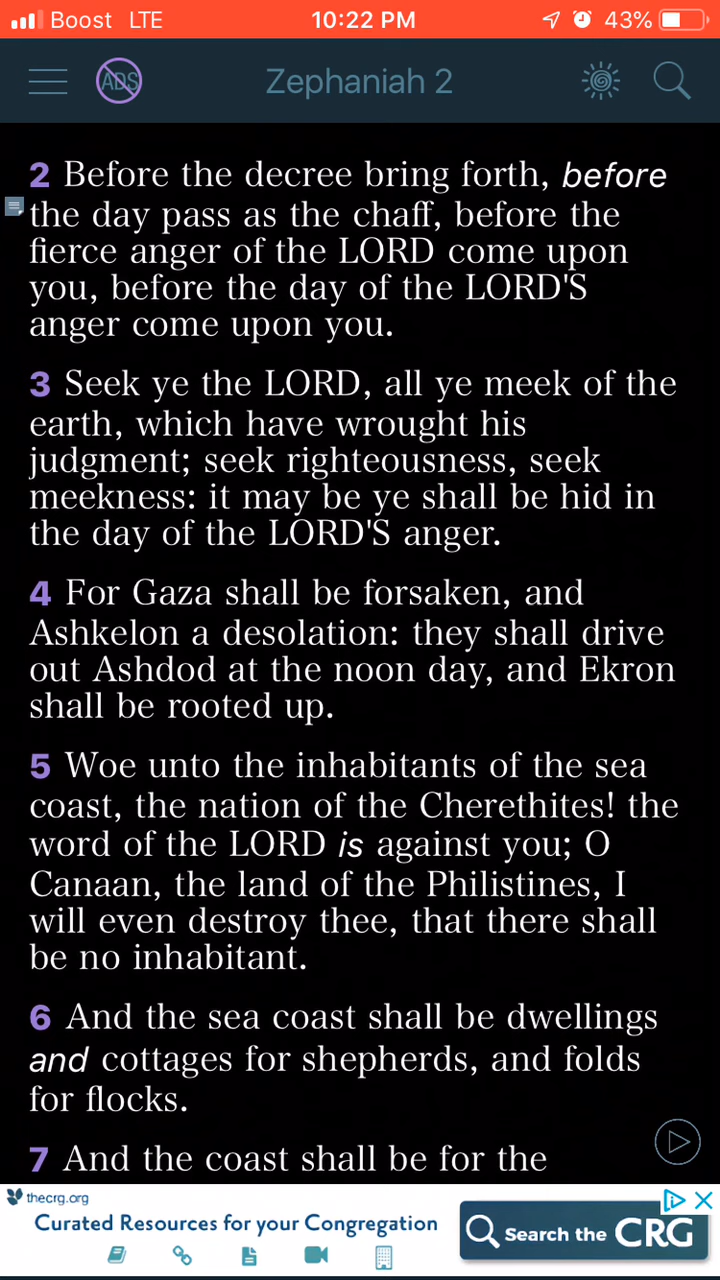 Boost LTE 10:22 PM 43%
ADS Zephaniah 2
2 Before the decree bring forth, before
the day pass as the chaff, before the
fierce anger of the LORD come upon
you, before the day of the LORD'S
anger come upon you.
3 Seek ye the LORD, all ye meek of the
earth, which have wrought his
judgment; seek righteousness, seek
meekness: it may be ye shall be hid in
the day of the LORD'S anger.
4 For Gaza shall be forsaken, and
Ashkelon a desolation: they shall drive
out Ashdod at the noon day, and Ekron
shall be rooted up.
5 Woe unto the inhabitants of the sea
coast, the nation of the Cherethites! the
word of the LORD is against you; O
Canaan, the land of the Philistines, I
will even destroy thee, that there shall
be no inhabitant.
6 And the sea coast shall be dwellings
and cottages for shepherds, and folds
for flocks.
7 And the coast shall be for the
thecrg.org
Curated Resources for your Congregation
Search the CRG